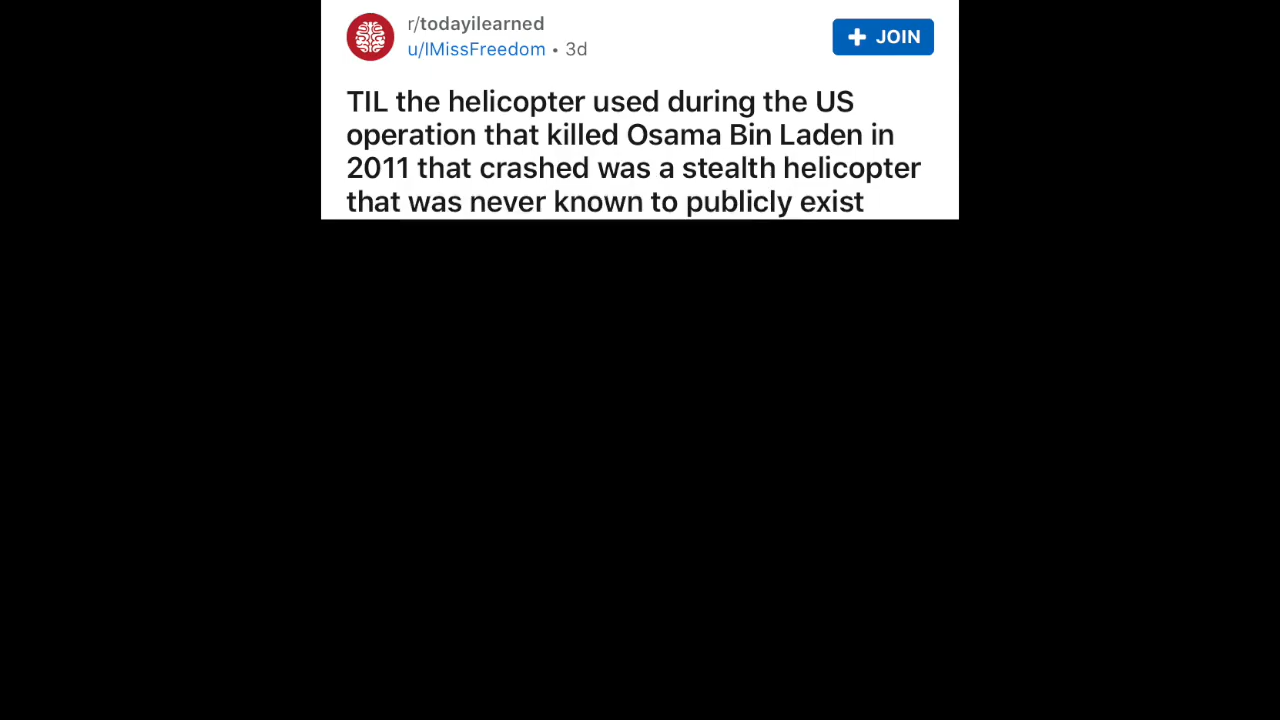 r/todayilearned
u/IMissFreedom • 3d
JOIN
TIL the helicopter used during the US
operation that killed Osama Bin Laden in
2011 that crashed was a stealth helicopter
that was never known to publicly exist